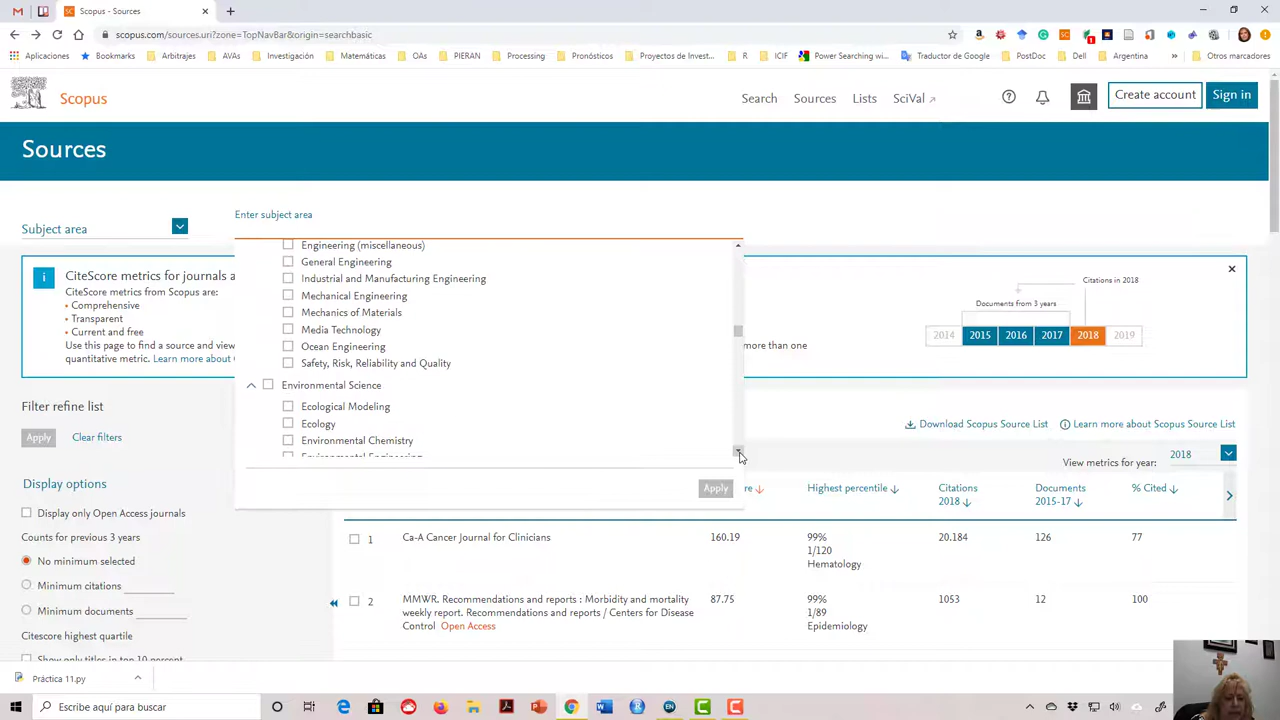 Scopus - Sources
scopus.com/sources.uri?zone=TopNavBar&origin=searchbasic
Aplicaciones
Bookmarks
Arbitrajes
AVAs
Investigación
Matemáticas
OAs
PIERAN
Processing
Pronósticos
Proyectos de Invest...
R
ICIF
Power Searching wi...
Traductor de Google
PostDoc
Dell
Argentina
Otros marcadores
Scopus
Search
Sources
Lists
SciVal
Create account
Sign in
Sources
Subject area
Enter subject area
Engineering (miscellaneous)
General Engineering
Industrial and Manufacturing Engineering
Mechanical Engineering
Mechanics of Materials
Media Technology
Ocean Engineering
Safety, Risk, Reliability and Quality
Environmental Science
Ecological Modeling
Ecology
Environmental Chemistry
Environmental Engineering
Apply
CiteScore metrics for journals a
CiteScore metrics from Scopus are:
• Comprehensive
• Transparent
• Current and free
Use this page to find a source and view
quantitative metric. Learn more about
more than one
Citations in 2018
Documents from 3 years
2014
2015
2016
2017
2018
2019
Filter refine list
Apply
Clear filters
Display options
Display only Open Access journals
Counts for previous 3 years
No minimum selected
Minimum citations
Minimum documents
Citescore highest quartile
Show only titles in top 10 percent
Download Scopus Source List
Learn more about Scopus Source List
View metrics for year:
2018
re
Highest percentile
Citations
2018
Documents
2015-17
% Cited
1
Ca-A Cancer Journal for Clinicians
160.19
99%
1/120
Hematology
20.184
126
77
2
MMWR. Recommendations and reports : Morbidity and mortality
weekly report. Recommendations and reports / Centers for Disease
Control Open Access
87.75
99%
1/89
Epidemiology
1053
12
100
Práctica 11.py
Escribe aquí para buscar